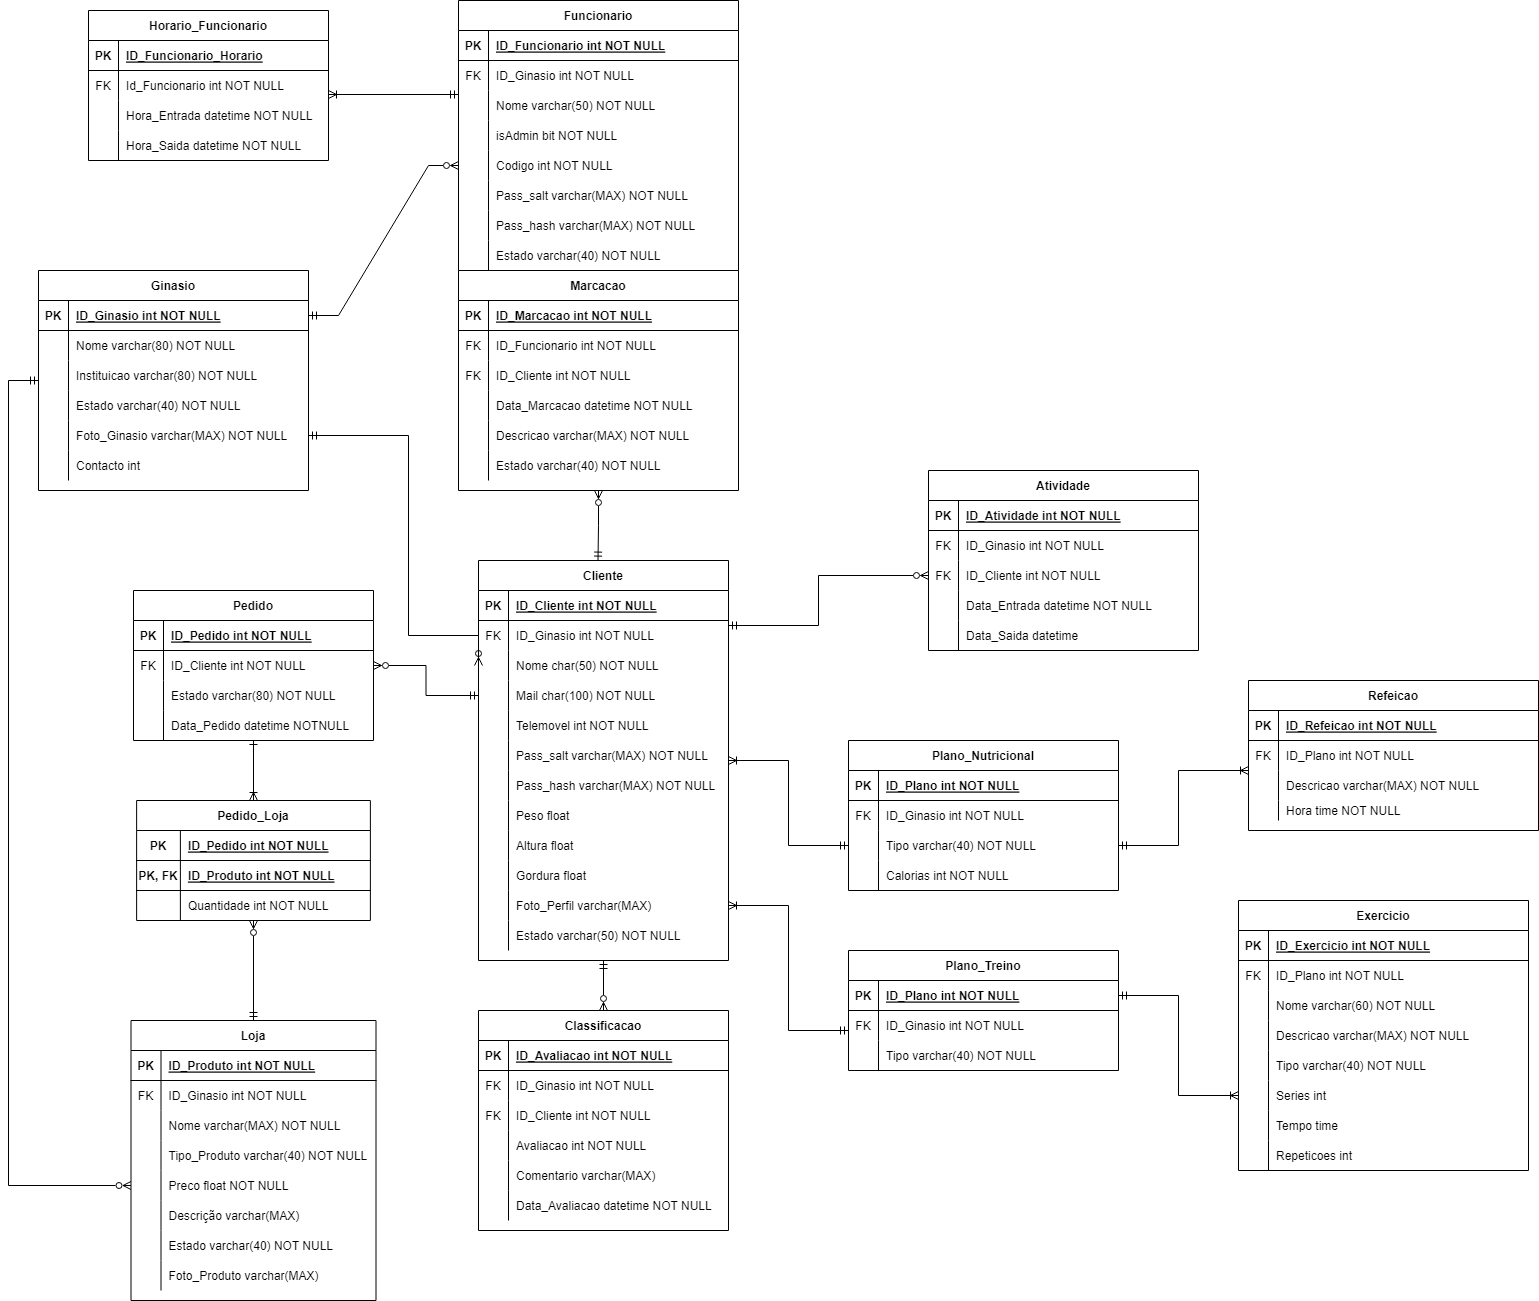 Horario_Funcionario
PK ID_Funcionario_Horario
FK Id_Funcionario int NOT NULL
Hora_Entrada datetime NOT NULL
Hora_Saida datetime NOT NULL
Funcionario
PK ID_Funcionario int NOT NULL
FK ID_Ginasio int NOT NULL
Nome varchar(50) NOT NULL
isAdmin bit NOT NULL
Codigo int NOT NULL
Pass_salt varchar(MAX) NOT NULL
Pass_hash varchar(MAX) NOT NULL
Estado varchar(40) NOT NULL
Ginasio
PK ID_Ginasio int NOT NULL
Nome varchar(80) NOT NULL
Instituicao varchar(80) NOT NULL
Estado varchar(40) NOT NULL
Foto_Ginasio varchar(MAX) NOT NULL
Contacto int
Marcacao
PK ID_Marcacao int NOT NULL
FK ID_Funcionario int NOT NULL
FK ID_Cliente int NOT NULL
Data_Marcacao datetime NOT NULL
Descricao varchar(MAX) NOT NULL
Estado varchar(40) NOT NULL
Atividade
PK ID_Atividade int NOT NULL
FK ID_Ginasio int NOT NULL
FK ID_Cliente int NOT NULL
Data_Entrada datetime NOT NULL
Data_Saida datetime
Pedido
PK ID_Pedido int NOT NULL
FK ID_Cliente int NOT NULL
Estado varchar(80) NOT NULL
Data_Pedido datetime NOTNULL
Cliente
PK ID_Cliente int NOT NULL
FK ID_Ginasio int NOT NULL
Nome char(50) NOT NULL
Mail char(100) NOT NULL
Telemovel int NOT NULL
Pass_salt varchar(MAX) NOT NULL
Pass_hash varchar(MAX) NOT NULL
Peso float
Altura float
Gordura float
Foto_Perfil varchar(MAX)
Estado varchar(50) NOT NULL
Refeicao
PK ID_Refeicao int NOT NULL
FK ID_Plano int NOT NULL
Descricao varchar(MAX) NOT NULL
Hora time NOT NULL
Plano_Nutricional
PK ID_Plano int NOT NULL
FK ID_Ginasio int NOT NULL
Tipo varchar(40) NOT NULL
Calorias int NOT NULL
Pedido_Loja
PK ID_Pedido int NOT NULL
PK, FK ID_Produto int NOT NULL
Quantidade int NOT NULL
Exercicio
PK ID_Exercicio int NOT NULL
FK ID_Plano int NOT NULL
Nome varchar(60) NOT NULL
Descricao varchar(MAX) NOT NULL
Tipo varchar(40) NOT NULL
Series int
Tempo time
Repeticoes int
Plano_Treino
PK ID_Plano int NOT NULL
FK ID_Ginasio int NOT NULL
Tipo varchar(40) NOT NULL
Loja
PK ID_Produto int NOT NULL
FK ID_Ginasio int NOT NULL
Nome varchar(MAX) NOT NULL
Tipo_Produto varchar(40) NOT NULL
Preco float NOT NULL
Descrição varchar(MAX)
Estado varchar(40) NOT NULL
Foto_Produto varchar(MAX)
Classificacao
PK ID_Avaliacao int NOT NULL
FK ID_Ginasio int NOT NULL
FK ID_Cliente int NOT NULL
Avaliacao int NOT NULL
Comentario varchar(MAX)
Data_Avaliacao datetime NOT NULL